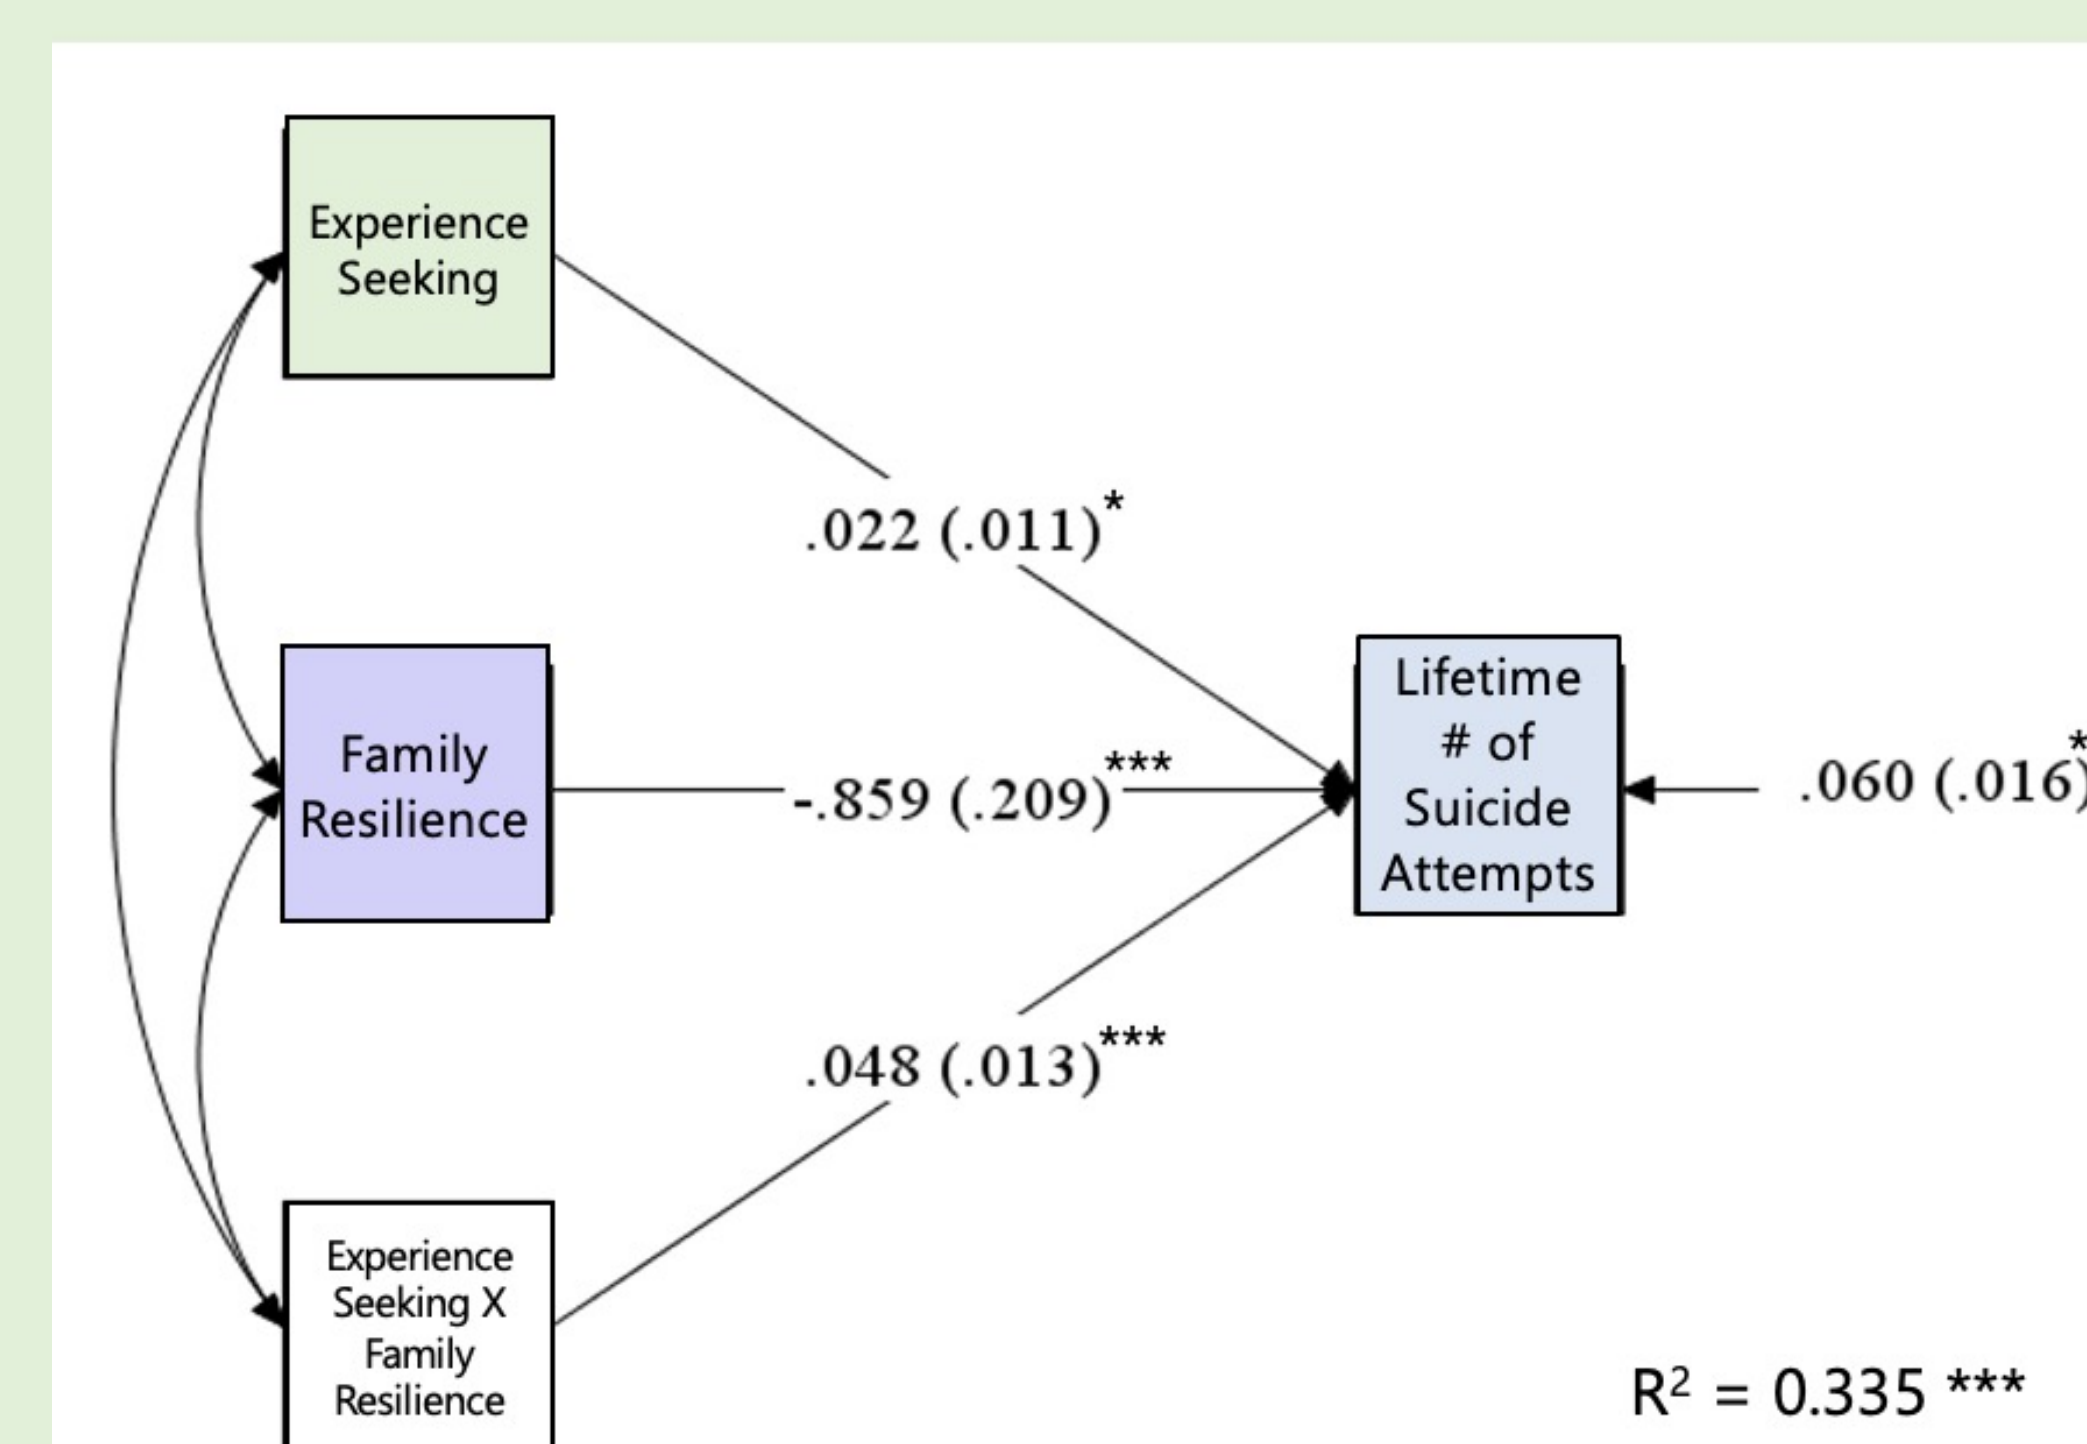 Experience
Seeking
.022 (.011)*
Family
Resilience
-.859 (.209)***
Lifetime
# of
Suicide
Attempts
.060 (.016)*
.048 (.013)***
Experience
Seeking X
Family
Resilience
R² = 0.335 ***